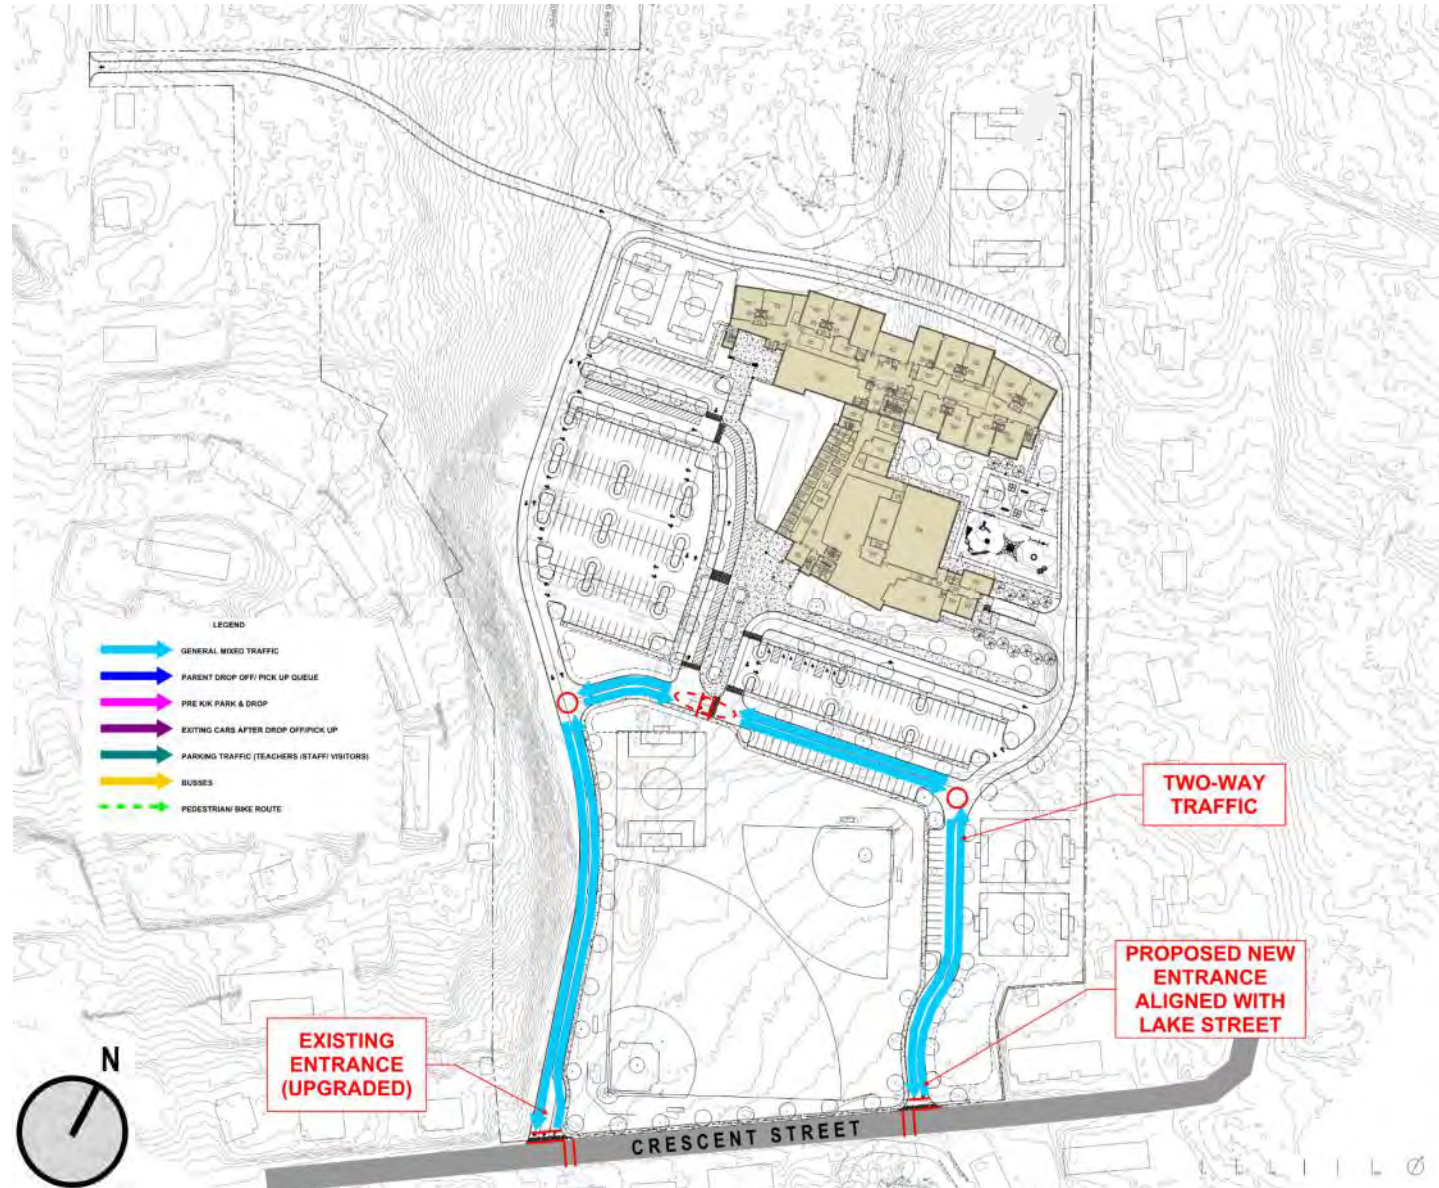 LEGEND
GENERAL MIXED TRAFFIC
PARENT DROP OFF/ PICK UP QUEUE
PRE K/K PARK & DROP
EXITING CARS AFTER DROP OFF/PICK UP
PARKING TRAFFIC (TEACHERS /STAFF/ VISITORS)
BUSSES
PEDESTRIAN/ BIKE ROUTE
TWO-WAY
TRAFFIC
PROPOSED NEW
ENTRANCE
ALIGNED WITH
LAKE STREET
EXISTING
ENTRANCE
(UPGRADED)
N
CRESCENT STREET